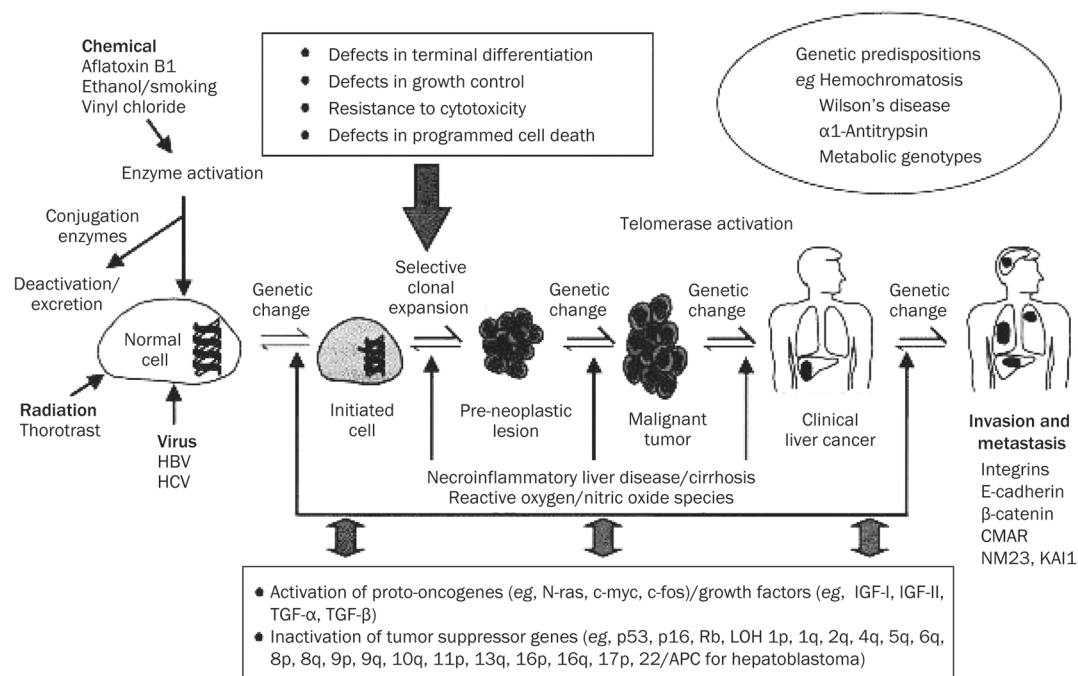 Chemical
Aflatoxin B1
Ethanol/smoking
Vinyl chloride
Enzyme activation
Conjugation
enzymes
Deactivation/
excretion
Normal
cell
Radiation
Thorotrast
Virus
HBV
HCV
Defects in terminal differentiation
Defects in growth control
Resistance to cytotoxicity
Defects in programmed cell death
Genetic predispositions
eg Hemochromatosis
Wilson's disease
α1-Antitrypsin
Metabolic genotypes
Telomerase activation
Genetic
change
Initiated
cell
Selective
clonal
expansion
Pre-neoplastic
lesion
Genetic
change
Malignant
tumor
Genetic
change
Clinical
liver cancer
Genetic
change
Invasion and
metastasis
Integrins
E-cadherin
β-catenin
CMAR
NM23, KAI1
Necroinflammatory liver disease/cirrhosis
Reactive oxygen/nitric oxide species
Activation of proto-oncogenes (eg, N-ras, c-myc, c-fos)/growth factors (eg, IGF-I, IGF-II,
TGF-α, TGF-β)
Inactivation of tumor suppressor genes (eg, p53, p16, Rb, LOH 1p, 1q, 2q, 4q, 5q, 6q,
8p, 8q, 9p, 9q, 10q, 11p, 13q, 16p, 16q, 17p, 22/APC for hepatoblastoma)